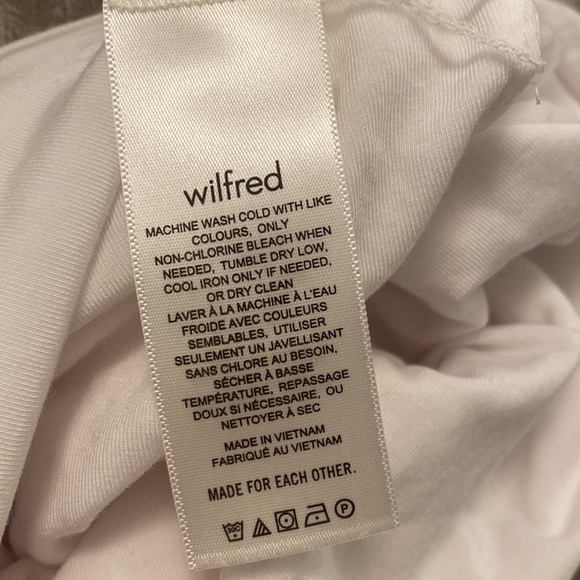 wilfred
MACHINE WASH COLD WITH LIKE
COLOURS, ONLY
NON-CHLORINE BLEACH WHEN
NEEDED, TUMBLE DRY LOW,
COOL IRON ONLY IF NEEDED,
OR DRY CLEAN
LAVER À LA MACHINE À L'EAU
FROIDE AVEC COULEURS
SEMBLABLES, UTILISER
SEULEMENT UN JAVELLISANT
SANS CHLORE AU BESOIN,
SÉCHER À BASSE
TEMPÉRATURE, REPASSAGE
DOUX SI NÉCESSAIRE, OU
NETTOYER À SEC
MADE IN VIETNAM
FABRIQUÉ AU VIETNAM
MADE FOR EACH OTHER.
30C P